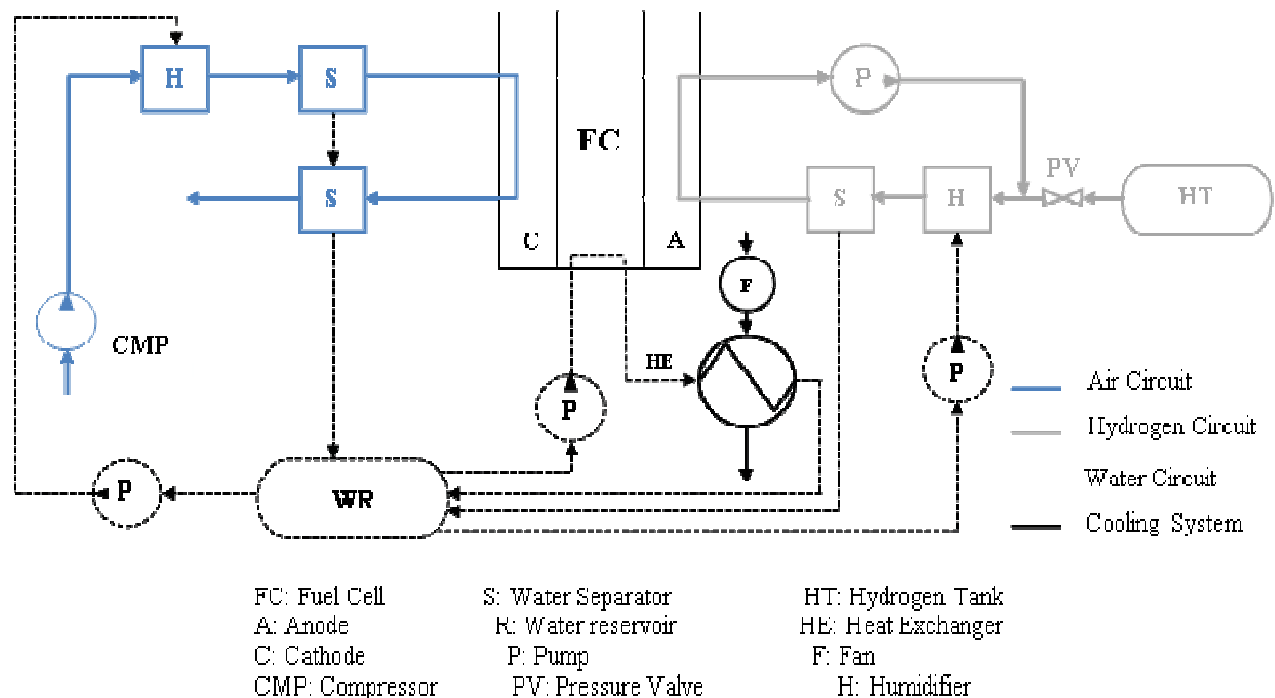 H
S
P
FC
PV
S
S
H
HT
C
A
F
CMP
HE
P
P
Air Circuit
Hydrogen Circuit
P
WR
Water Circuit
Cooling System
FC: Fuel Cell S: Water Separator HT: Hydrogen Tank
A: Anode R: Water reservoir HE: Heat Exchanger
C: Cathode P: Pump F: Fan
CMP: Compressor PV: Pressure Valve H: Humidifier